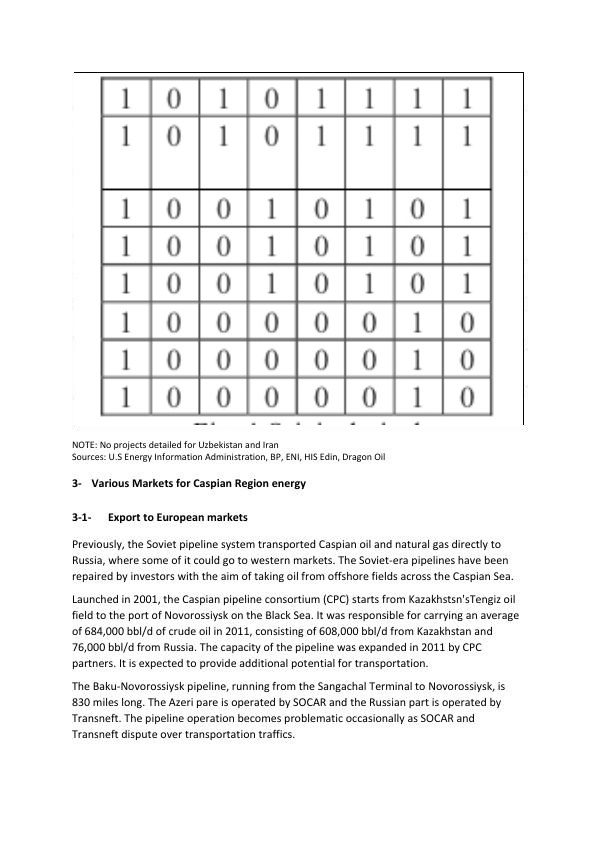 1 0 1 0 1 1 1 1
1 0 1 0 1 1 1 1
1 0 0 1 0 1 0 1
1 0 0 1 0 1 0 1
1 0 0 1 0 1 0 1
1 0 0 0 0 0 1 0
1 0 0 0 0 0 1 0
1 0 0 0 0 0 1 0
NOTE: No projects detailed for Uzbekistan and Iran
Sources: U.S Energy Information Administration, BP, ENI, HIS Edin, Dragon Oil
3- Various Markets for Caspian Region energy
3-1- Export to European markets
Previously, the Soviet pipeline system transported Caspian oil and natural gas directly to
Russia, where some of it could go to western markets. The Soviet-era pipelines have been
repaired by investors with the aim of taking oil from offshore fields across the Caspian Sea.
Launched in 2001, the Caspian pipeline consortium (CPC) starts from Kazakhstsn'sTengiz oil
field to the port of Novorossiysk on the Black Sea. It was responsible for carrying an average
of 684,000 bbl/d of crude oil in 2011, consisting of 608,000 bbl/d from Kazakhstan and
76,000 bbl/d from Russia. The capacity of the pipeline was expanded in 2011 by CPC
partners. It is expected to provide additional potential for transportation.
The Baku-Novorossiysk pipeline, running from the Sangachal Terminal to Novorossiysk, is
830 miles long. The Azeri pare is operated by SOCAR and the Russian part is operated by
Transneft. The pipeline operation becomes problematic occasionally as SOCAR and
Transneft dispute over transportation traffics.